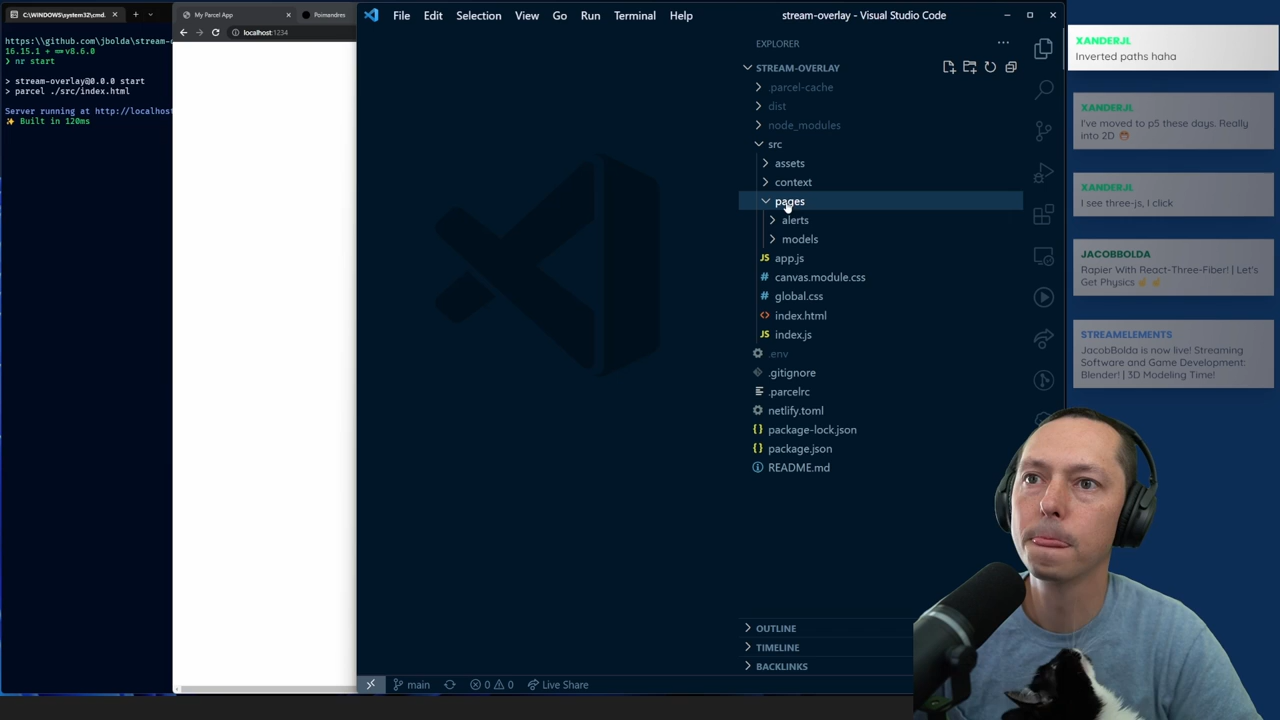 C:\WINDOWS\system32\cmd.
https:\\github.com\jbolda\stream-o
16.15.1 + v8.6.0
❯ nr start
> stream-overlay@0.0.0 start
> parcel ./src/index.html
Server running at http://localhost
✨ Built in 120ms
My Parcel App
Poimandres
localhost:1234
File Edit Selection View Go Run Terminal Help
stream-overlay - Visual Studio Code
EXPLORER
STREAM-OVERLAY
.parcel-cache
dist
node_modules
src
assets
context
pages
alerts
models
JS app.js
# canvas.module.css
# global.css
<> index.html
JS index.js
.env
.gitignore
.parcelrc
netlify.toml
{} package-lock.json
{} package.json
README.md
OUTLINE
TIMELINE
BACKLINKS
main
0 0
Live Share
XANDERJL
Inverted paths haha
XANDERJL
I've moved to p5 these days. Really
into 2D 😁
XANDERJL
I see three-js, I click
JACOBBOLDA
Rapier With React-Three-Fiber! | Let's
Get Physics
STREAMELEMENTS
JacobBolda is now live! Streaming
Software and Game Development:
Blender! | 3D Modeling Time!